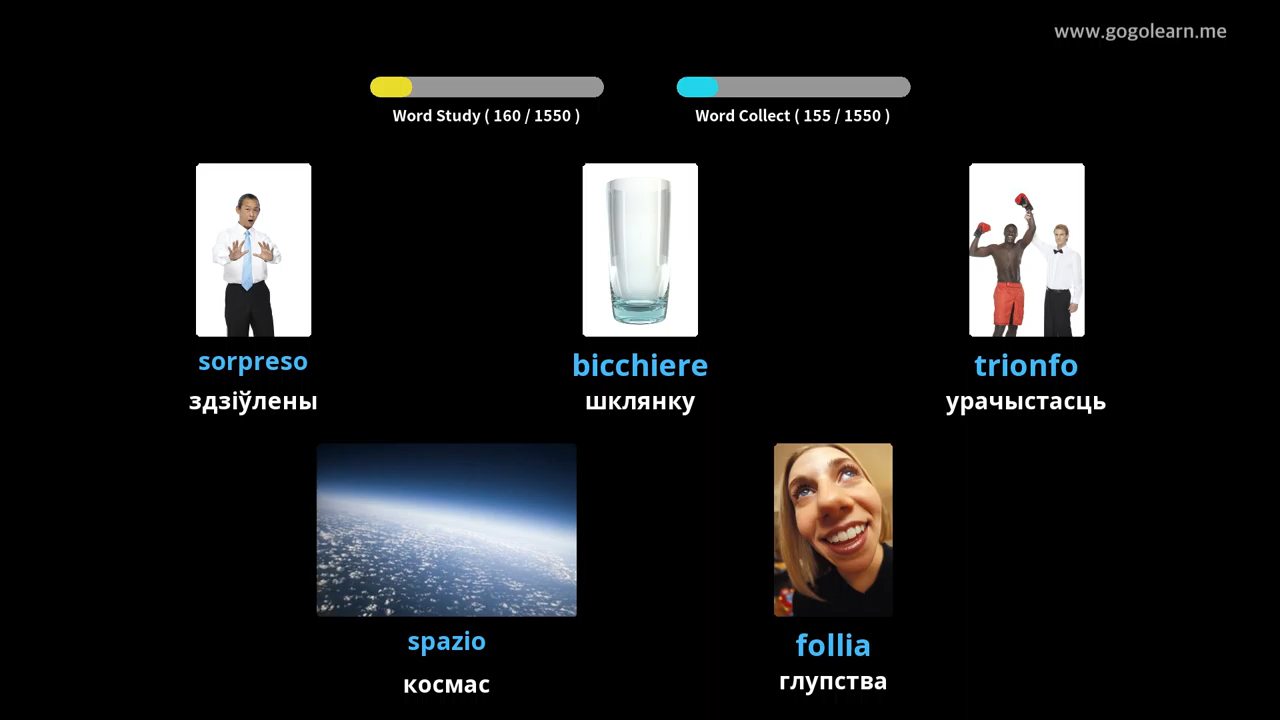 www.gogolearn.me
Word Study ( 160 / 1550 )
Word Collect ( 155 / 1550 )
sorpreso
здзіўлены
bicchiere
шклянку
trionfo
урачыстасць
spazio
космас
follia
глупства